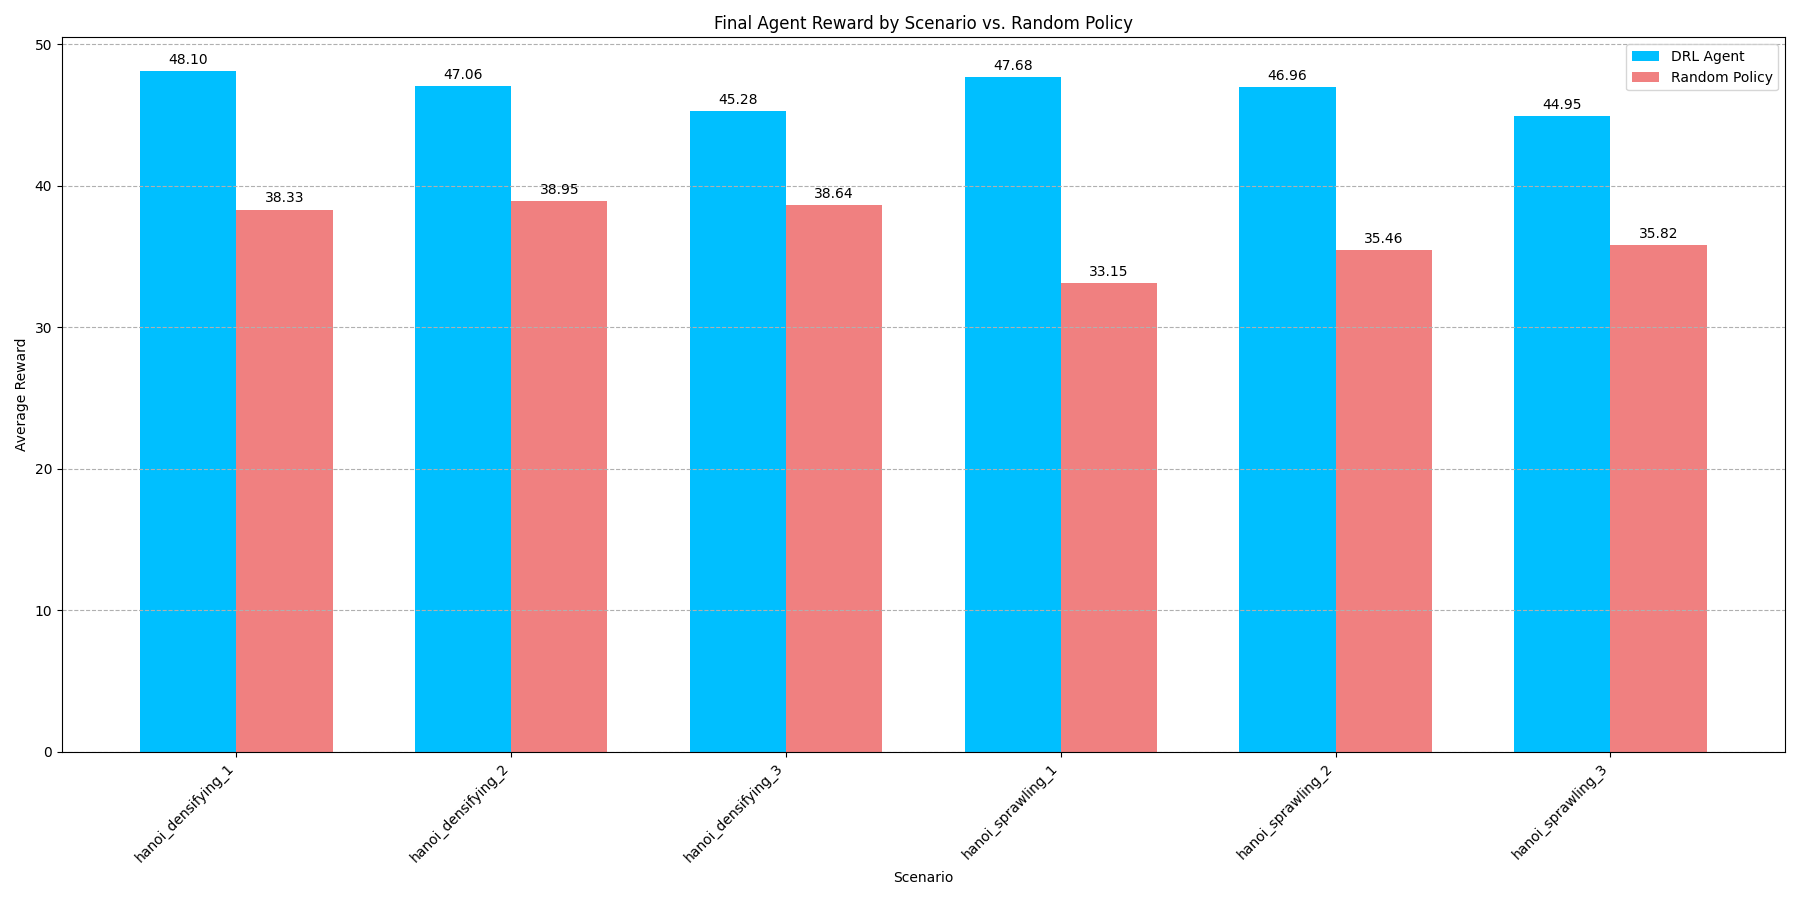 Final Agent Reward by Scenario vs. Random Policy
DRL Agent
Random Policy
Average Reward
50
40
30
20
10
0
48.10
38.33
47.06
38.95
45.28
38.64
47.68
33.15
46.96
35.46
44.95
35.82
hanoi_densifying_1
hanoi_densifying_2
hanoi_densifying_3
hanoi_sprawling_1
hanoi_sprawling_2
hanoi_sprawling_3
Scenario